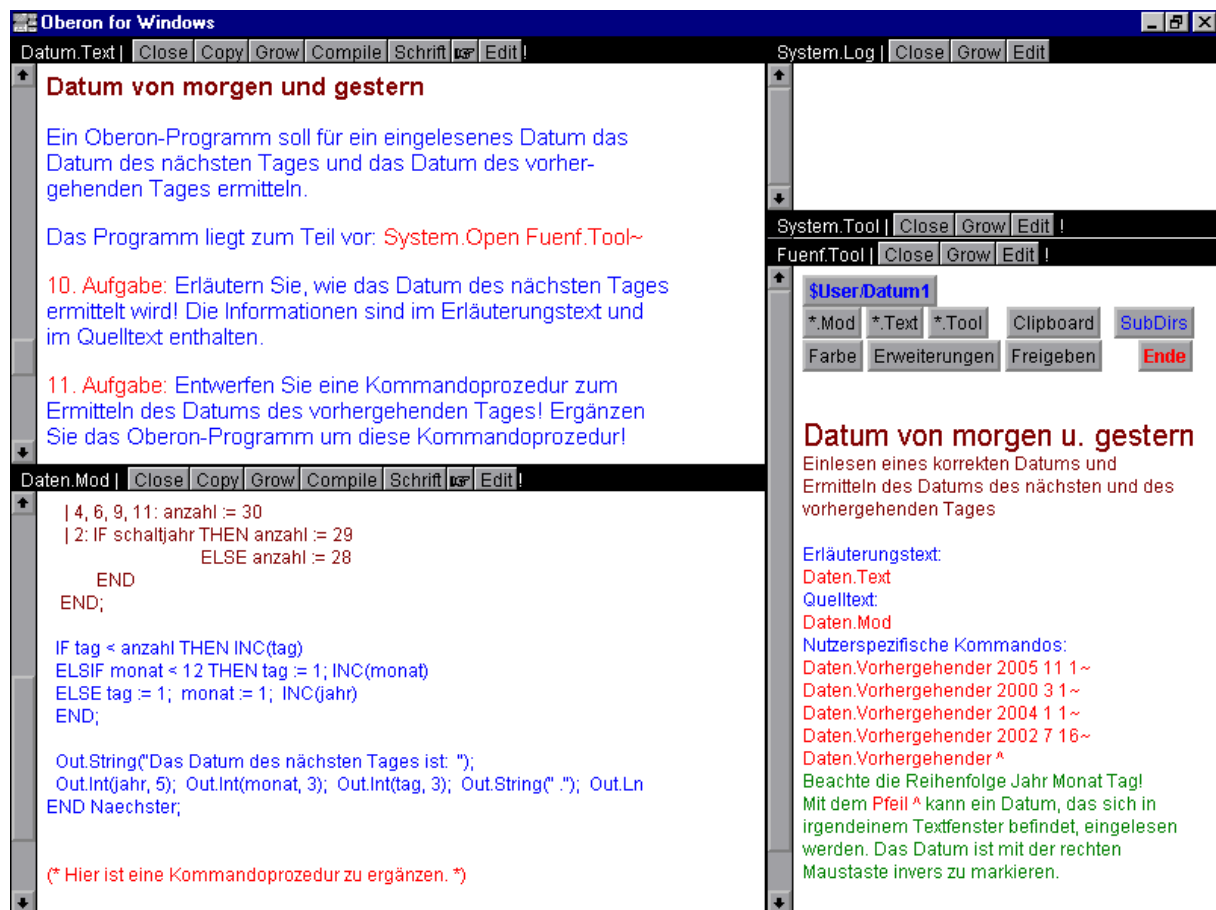 Oberon for Windows
Datum.Text | Close Copy Grow Compile Schrift ☞ Edit !
Datum von morgen und gestern
Ein Oberon-Programm soll für ein eingelesenes Datum das
Datum des nächsten Tages und das Datum des vorher-
gehenden Tages ermitteln.
Das Programm liegt zum Teil vor: System.Open Fuenf.Tool~
10. Aufgabe: Erläutern Sie, wie das Datum des nächsten Tages
ermittelt wird! Die Informationen sind im Erläuterungstext und
im Quelltext enthalten.
11. Aufgabe: Entwerfen Sie eine Kommandoprozedur zum
Ermitteln des Datums des vorhergehenden Tages! Ergänzen
Sie das Oberon-Programm um diese Kommandoprozedur!
Daten.Mod | Close Copy Grow Compile Schrift ☞ Edit !
| 4, 6, 9, 11: anzahl := 30
| 2: IF schaltjahr THEN anzahl := 29
ELSE anzahl := 28
END
END;
IF tag < anzahl THEN INC(tag)
ELSIF monat < 12 THEN tag := 1; INC(monat)
ELSE tag := 1; monat := 1; INC(jahr)
END;
Out.String("Das Datum des nächsten Tages ist: ");
Out.Int(jahr, 5); Out.Int(monat, 3); Out.Int(tag, 3); Out.String(" ."); Out.Ln
END Naechster;
(* Hier ist eine Kommandoprozedur zu ergänzen. *)
System.Log | Close Grow Edit
System.Tool | Close Grow Edit !
Fuenf.Tool | Close Grow Edit !
$User/Datum1
*.Mod *.Text *.Tool Clipboard SubDirs
Farbe Erweiterungen Freigeben Ende
Datum von morgen u. gestern
Einlesen eines korrekten Datums und
Ermitteln des Datums des nächsten und des
vorhergehenden Tages
Erläuterungstext:
Daten.Text
Quelltext:
Daten.Mod
Nutzerspezifische Kommandos:
Daten.Vorhergehender 2005 11 1~
Daten.Vorhergehender 2000 3 1~
Daten.Vorhergehender 2004 1 1~
Daten.Vorhergehender 2002 7 16~
Daten.Vorhergehender ^
Beachte die Reihenfolge Jahr Monat Tag!
Mit dem Pfeil ^ kann ein Datum, das sich in
irgendeinem Textfenster befindet, eingelesen
werden. Das Datum ist mit der rechten
Maustaste invers zu markieren.